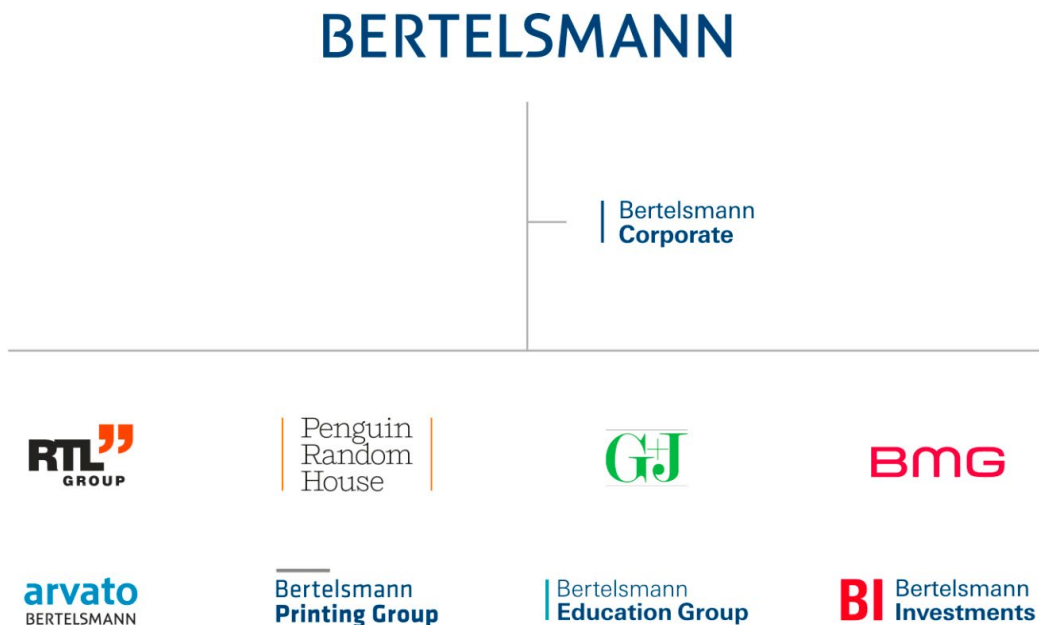 BERTELSMANN
Bertelsmann
Corporate
RTL
GROUP
Penguin
Random
House
G+J
BMG
arvato
BERTELSMANN
Bertelsmann
Printing Group
Bertelsmann
Education Group
BI
Bertelsmann
Investments